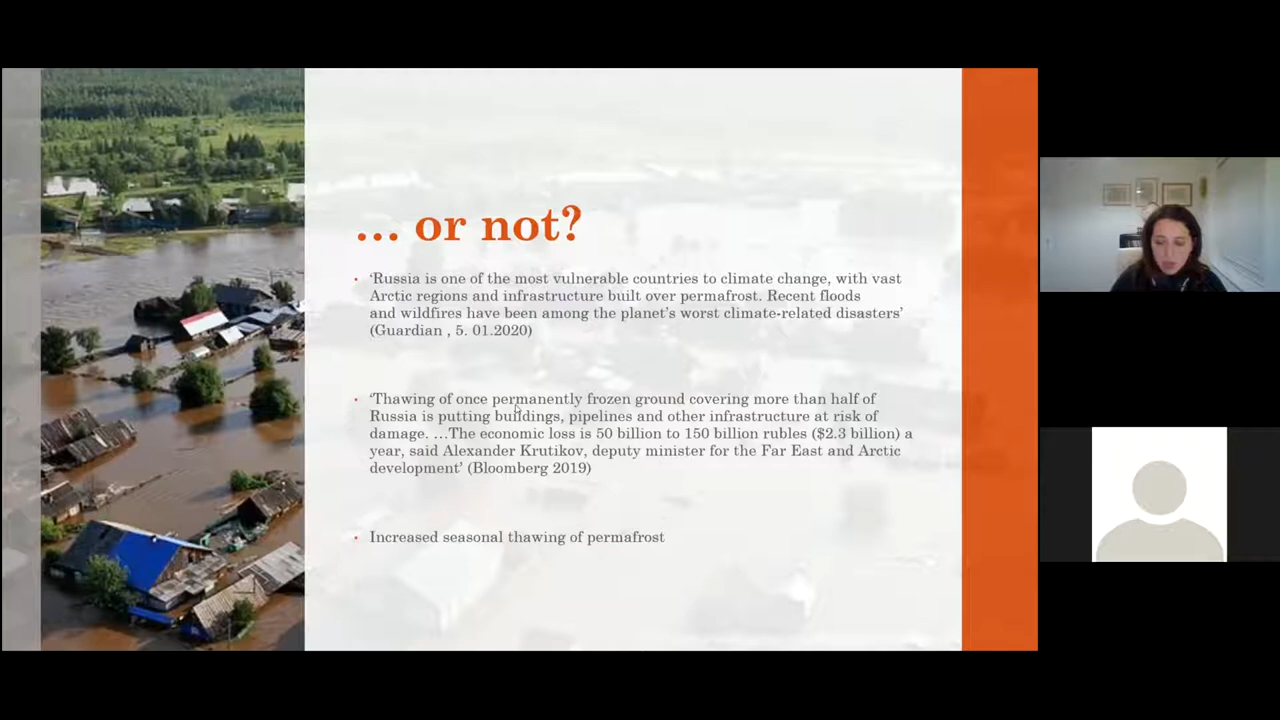 … or not?
• ‘Russia is one of the most vulnerable countries to climate change, with vast
Arctic regions and infrastructure built over permafrost. Recent floods
and wildfires have been among the planet’s worst climate-related disasters’
(Guardian , 5. 01.2020)
• ‘Thawing of once permanently frozen ground covering more than half of
Russia is putting buildings, pipelines and other infrastructure at risk of
damage. …The economic loss is 50 billion to 150 billion rubles ($2.3 billion) a
year, said Alexander Krutikov, deputy minister for the Far East and Arctic
development’ (Bloomberg 2019)
• Increased seasonal thawing of permafrost